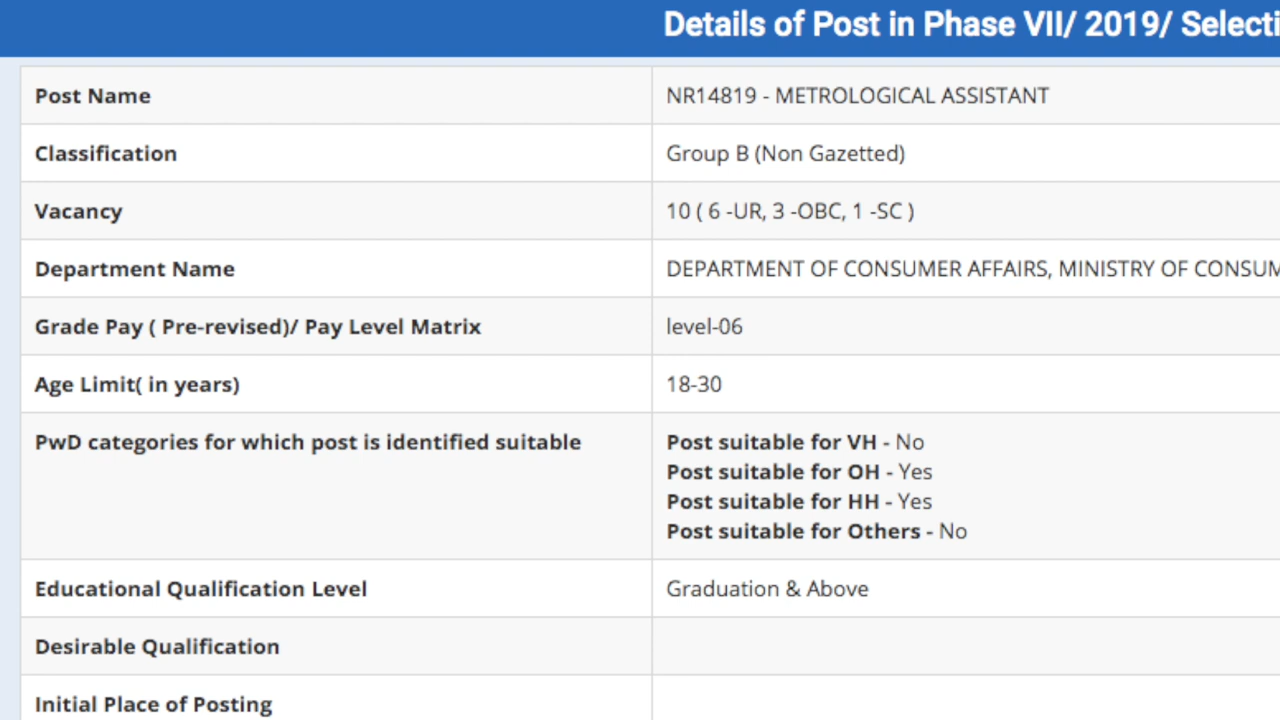 Details of Post in Phase VII/ 2019/ Selecti
Post Name NR14819 - METROLOGICAL ASSISTANT
Classification Group B (Non Gazetted)
Vacancy 10 ( 6 -UR, 3 -OBC, 1 -SC )
Department Name DEPARTMENT OF CONSUMER AFFAIRS, MINISTRY OF CONSUM
Grade Pay ( Pre-revised)/ Pay Level Matrix level-06
Age Limit( in years) 18-30
PwD categories for which post is identified suitable Post suitable for VH - No
Post suitable for OH - Yes
Post suitable for HH - Yes
Post suitable for Others - No
Educational Qualification Level Graduation & Above
Desirable Qualification
Initial Place of Posting